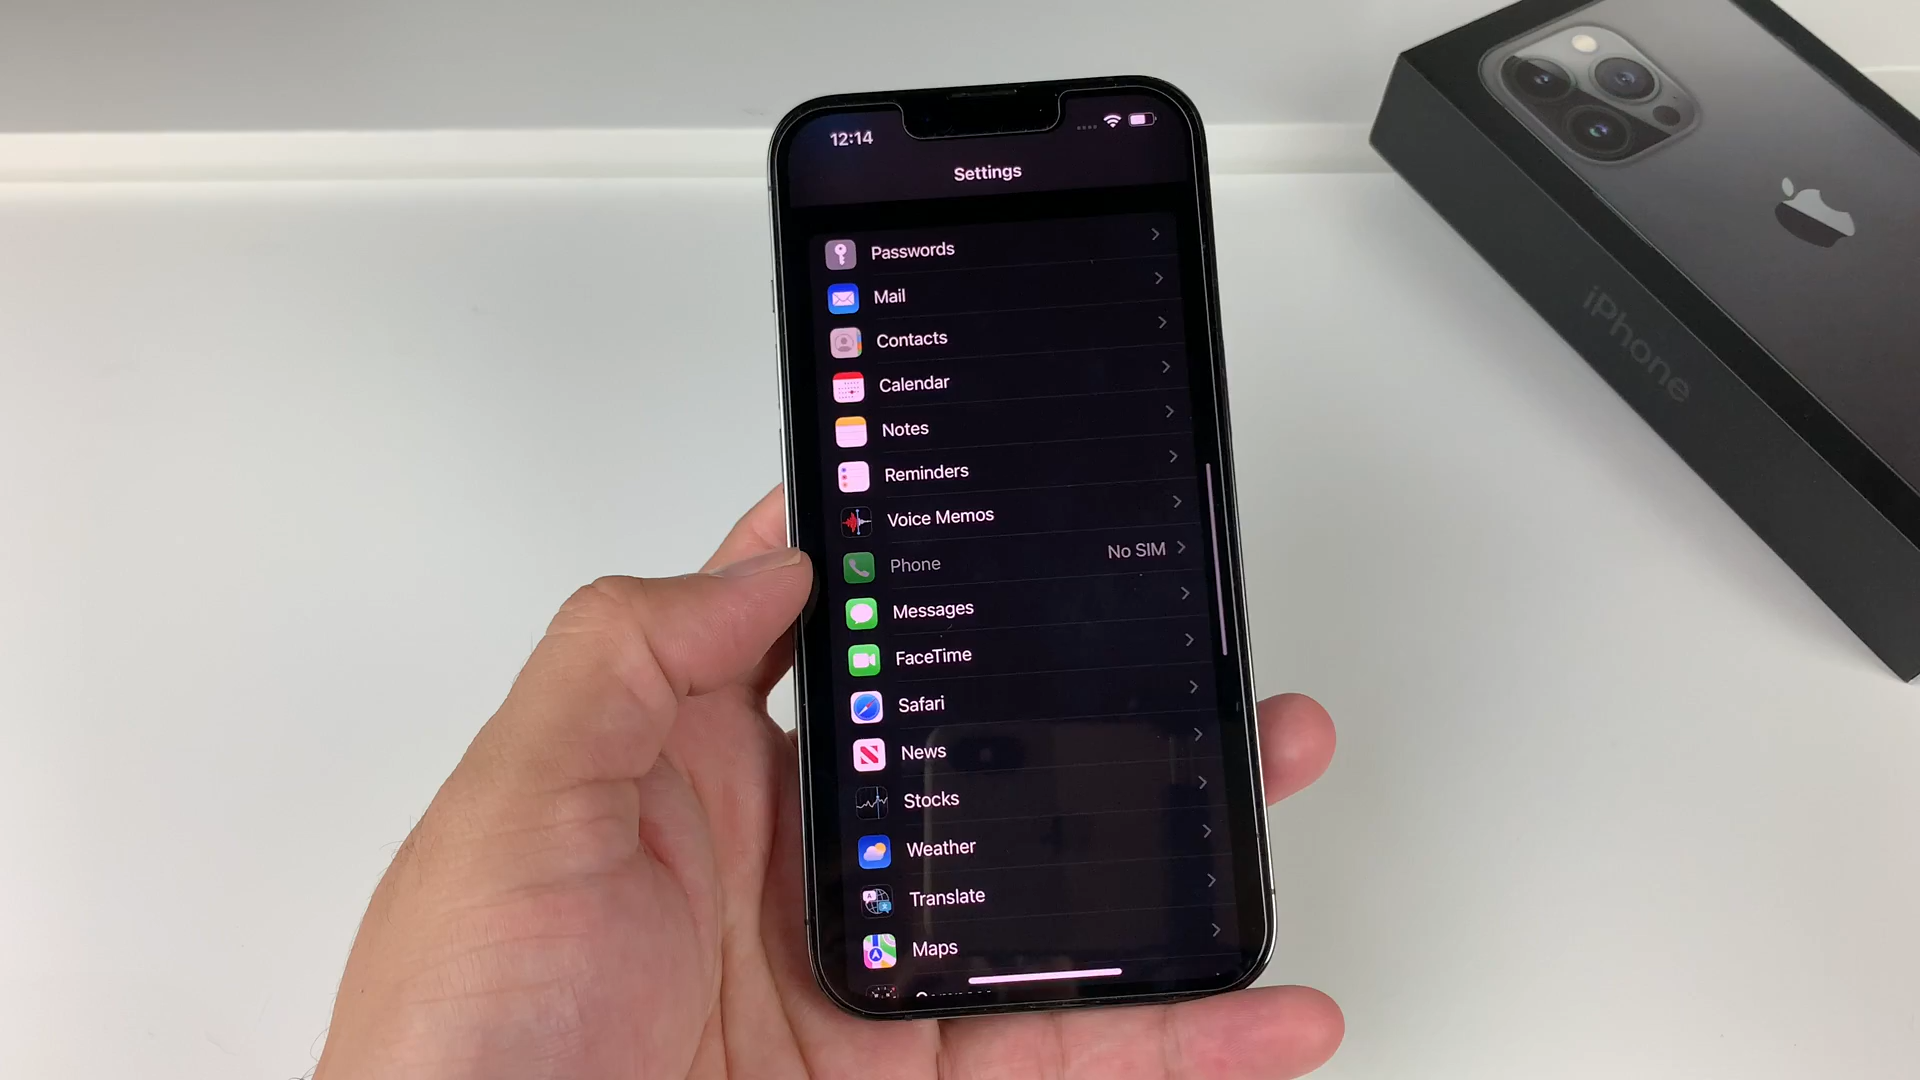 12:14
Settings
Passwords
Mail
Contacts
Calendar
Notes
Reminders
Voice Memos
Phone No SIM
Messages
FaceTime
Safari
News
Stocks
Weather
Translate
Maps
iPhone